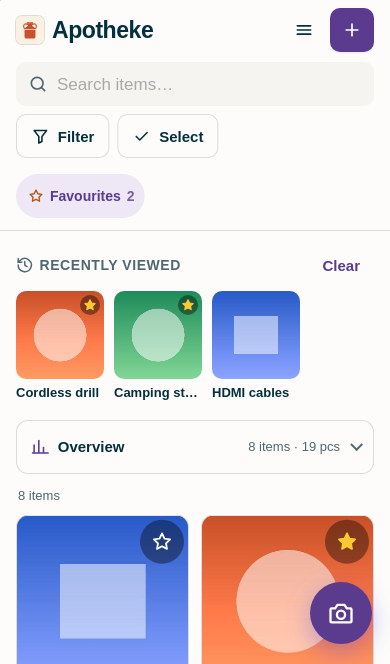 Apotheke
Search items…
Filter
Select
Favourites 2
RECENTLY VIEWED
Clear
Cordless drill
Camping st…
HDMI cables
Overview
8 items · 19 pcs
8 items